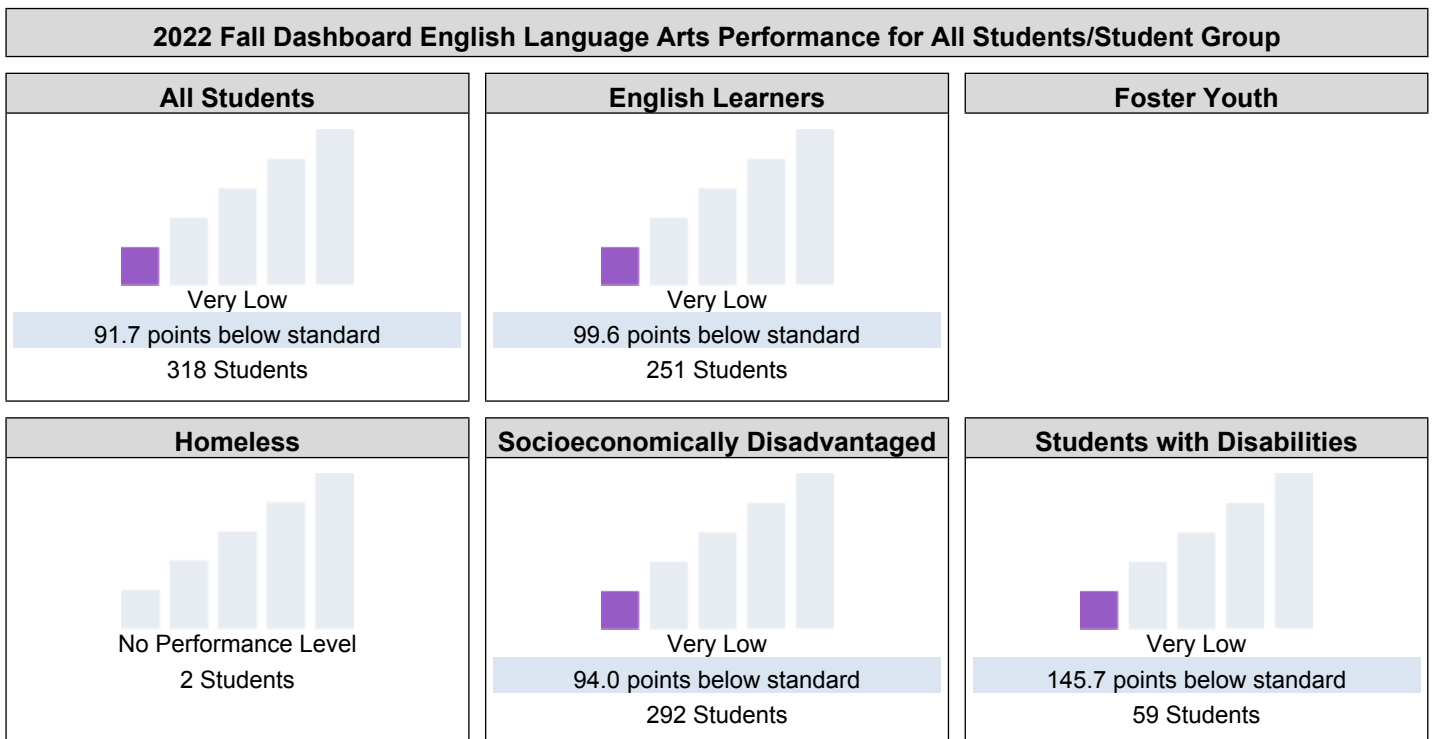 2022 Fall Dashboard English Language Arts Performance for All Students/Student Group
All Students
Very Low
91.7 points below standard
318 Students
English Learners
Very Low
99.6 points below standard
251 Students
Foster Youth
Homeless
No Performance Level
2 Students
Socioeconomically Disadvantaged
Very Low
94.0 points below standard
292 Students
Students with Disabilities
Very Low
145.7 points below standard
59 Students